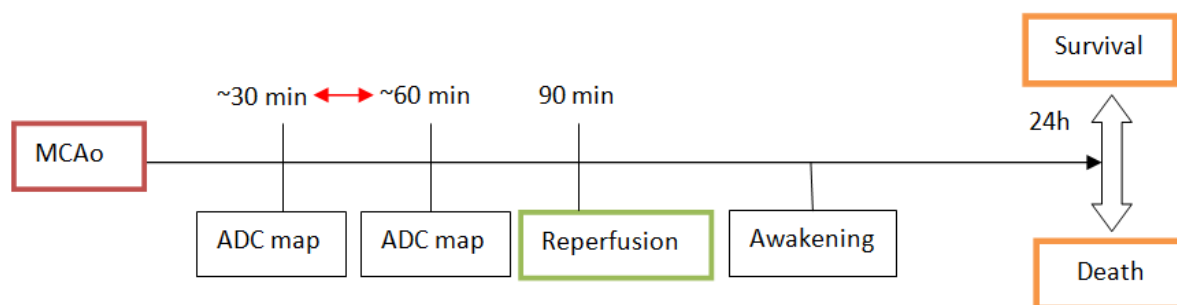 Survival
~30 min ~60 min 90 min
24h
MCAo
ADC map ADC map Reperfusion Awakening
Death